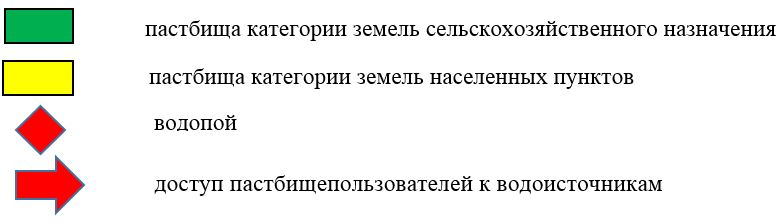 пастбища категории земель сельскохозяйственного назначения
пастбища категории земель населенных пунктов
водопой
доступ пастбищепользователей к водоисточникам